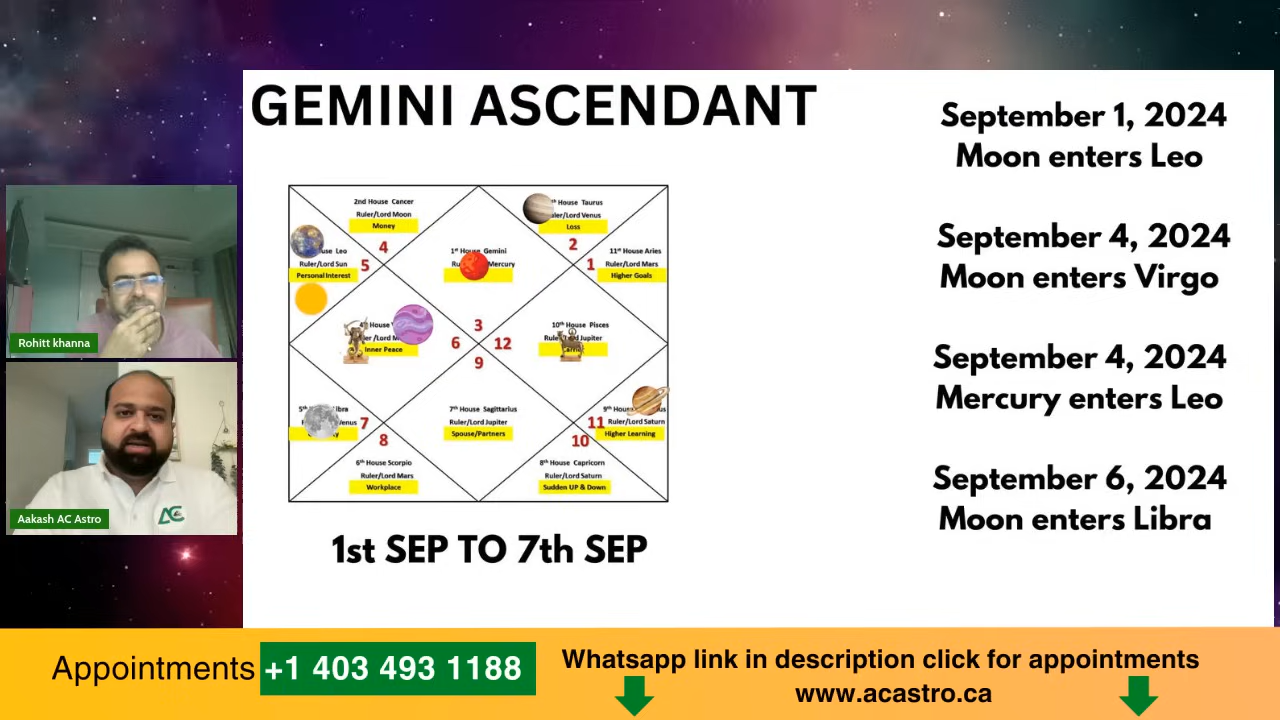 GEMINI ASCENDANT
September 1, 2024
Moon enters Leo
September 4, 2024
Moon enters Virgo
September 4, 2024
Mercury enters Leo
September 6, 2024
Moon enters Libra
2nd House Cancer
Ruler/Lord Moon
Money
4
House Taurus
Ruler/Lord Venus
Loss
2
Leo
Ruler/Lord Sun
Personal Interest
5
1st House Gemini
Mercury
11th House Aries
Ruler/Lord Mars
Higher Goals
1
4th House
Inner Peace
6
3
12
9
10th House Pisces
Jupiter
5th
Venus
7
7th House Sagittarius
Ruler/Lord Jupiter
Spouse/Partners
9th
Ruler/Lord Saturn
Higher Learning
11
8
10
6th House Scorpio
Ruler/Lord Mars
Workplace
8th House Capricorn
Ruler/Lord Saturn
Sudden UP & Down
1st SEP TO 7th SEP
Rohitt khanna
AC
Aakash AC Astro
Appointments +1 403 493 1188
Whatsapp link in description click for appointments
www.acastro.ca